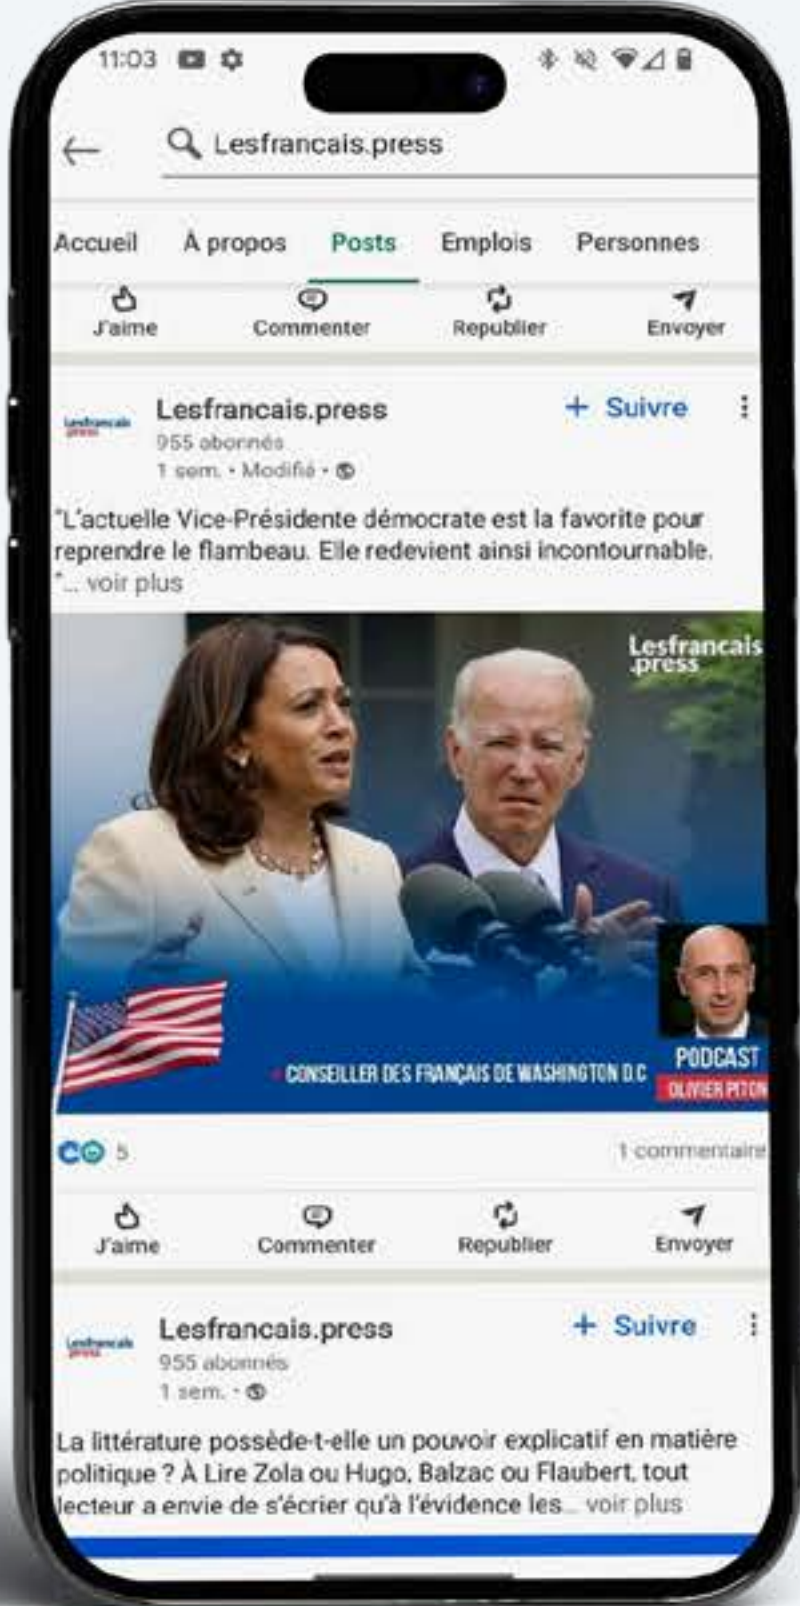 11:03
Lesfrancais.press
Accueil À propos Posts Emplois Personnes
J'aime Commenter Republier Envoyer
Lesfrancais press
Lesfrancais.press
+ Suivre
955 abonnés
1 sem. • Modifié •
"L'actuelle Vice-Présidente démocrate est la favorite pour
reprendre le flambeau. Elle redevient ainsi incontournable.
"... voir plus
Lesfrancais
.press
CONSEILLER DES FRANÇAIS DE WASHINGTON D.C
PODCAST
OLIVIER PITON
5
1 commentaire
J'aime Commenter Republier Envoyer
Lesfrancais press
Lesfrancais.press
+ Suivre
955 abonnés
1 sem. •
La littérature possède-t-elle un pouvoir explicatif en matière
politique ? À Lire Zola ou Hugo, Balzac ou Flaubert, tout
lecteur a envie de s'écrier qu'à l'évidence les... voir plus